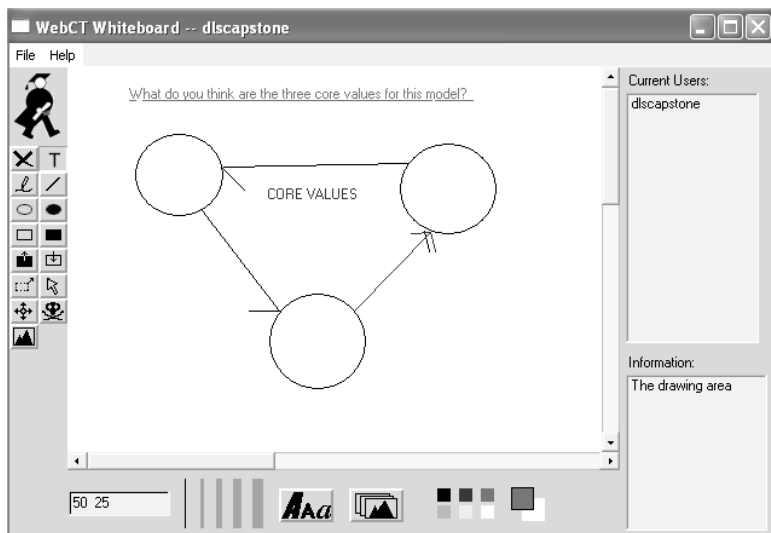 WebCT Whiteboard -- dlscapstone
File Help
What do you think are the three core values for this model?
Current Users:
dlscapstone
T
CORE VALUES
Information:
The drawing area
50 25
AAa